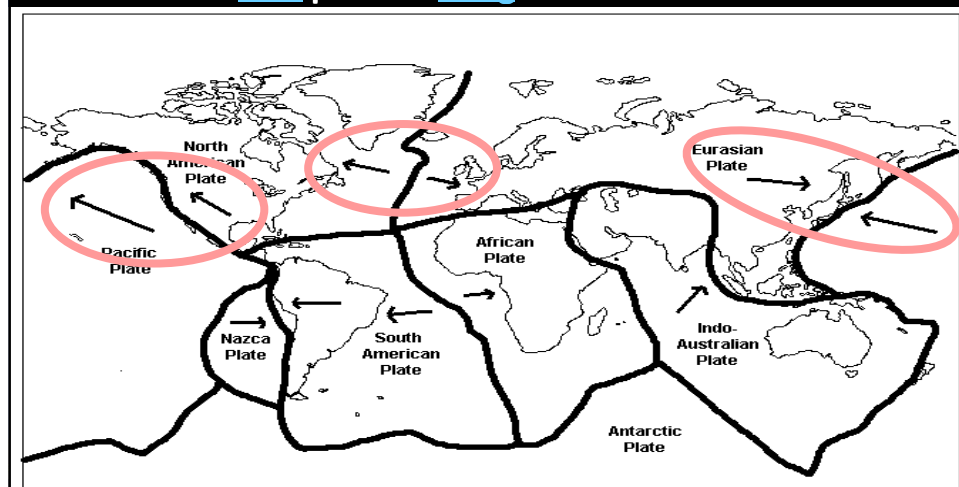 North
American
Plate
Eurasian
Plate
Pacific
Plate
African
Plate
Nazca
Plate
South
American
Plate
Indo-
Australian
Plate
Antarctic
Plate